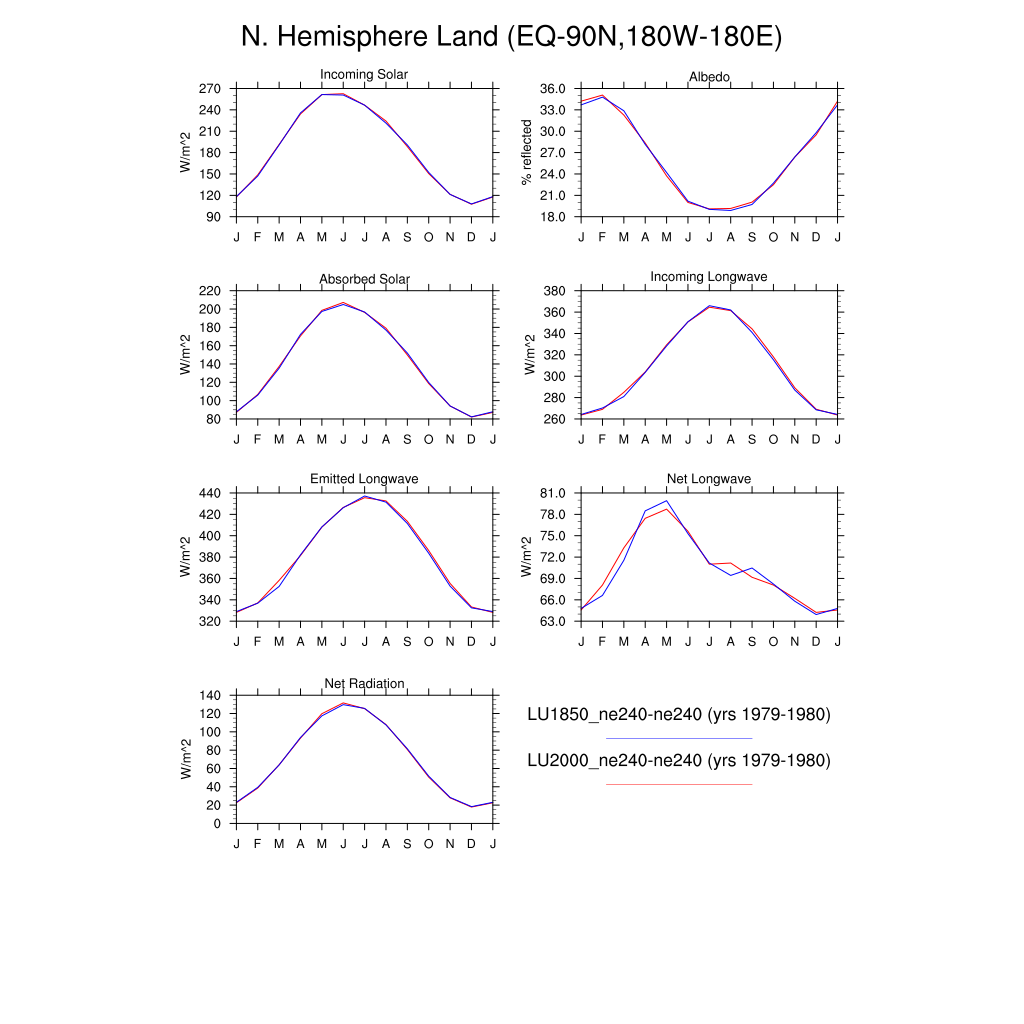 N. Hemisphere Land (EQ-90N,180W-180E)
Incoming Solar
W/m^2
270
240
210
180
150
120
90
J F M A M J J A S O N D J
Albedo
% reflected
36.0
33.0
30.0
27.0
24.0
21.0
18.0
J F M A M J J A S O N D J
Absorbed Solar
W/m^2
220
200
180
160
140
120
100
80
J F M A M J J A S O N D J
Incoming Longwave
W/m^2
380
360
340
320
300
280
260
J F M A M J J A S O N D J
Emitted Longwave
W/m^2
440
420
400
380
360
340
320
J F M A M J J A S O N D J
Net Longwave
W/m^2
81.0
78.0
75.0
72.0
69.0
66.0
63.0
J F M A M J J A S O N D J
Net Radiation
W/m^2
140
120
100
80
60
40
20
0
J F M A M J J A S O N D J
LU1850_ne240-ne240 (yrs 1979-1980)
LU2000_ne240-ne240 (yrs 1979-1980)